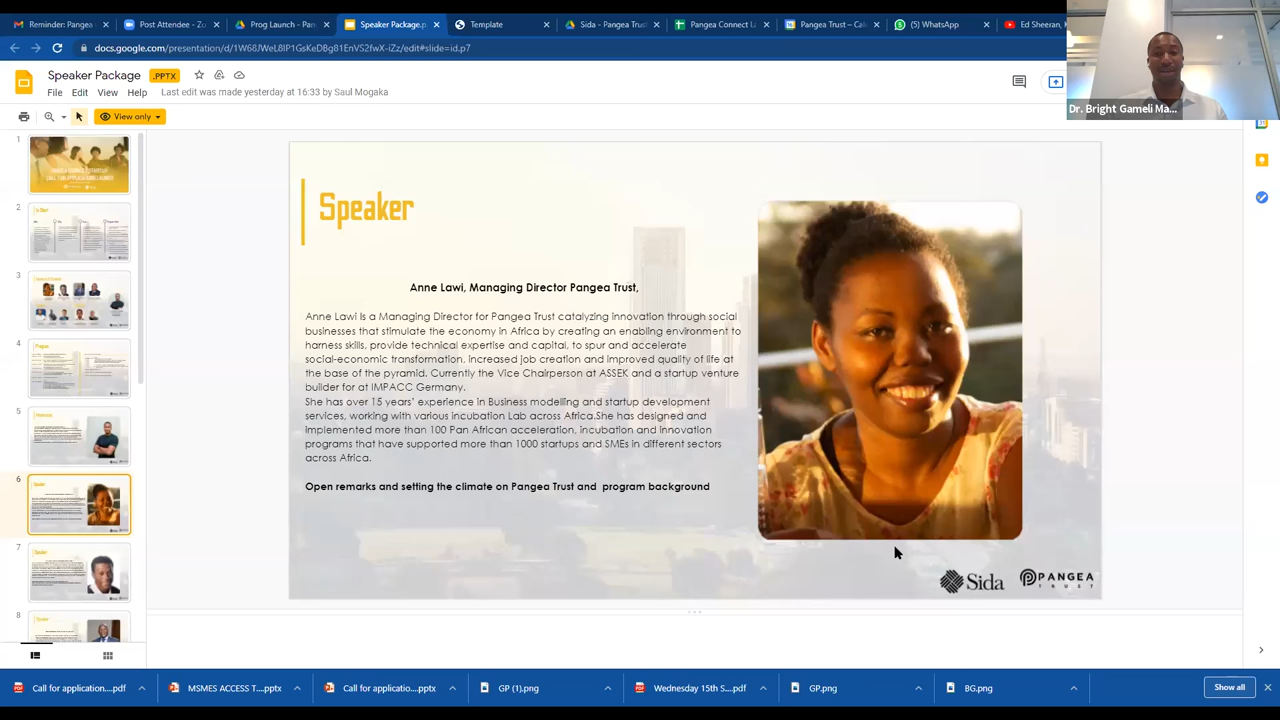 Reminder: Pangea
Post Attendee - Zo
Prog Launch - Pan
Speaker Package.p
Template
Sida - Pangea Trust
Pangea Connect L
Pangea Trust – Cal
(5) WhatsApp
Ed Sheeran,
docs.google.com/presentation/d/1W68JWeL8lP1GsKeDBg81EnVS2fwX-iZz/edit#slide=id.p7
Speaker Package .PPTX
File Edit View Help Last edit was made yesterday at 16:33 by Saul Mogaka
View only
Dr. Bright Gameli Ma...
1
2
3
4
5
6
7
8
Speaker
Anne Lawi, Managing Director Pangea Trust,
Anne Lawi is a Managing Director for Pangea Trust catalyzing innovation through social
businesses that stimulate the economy in Africa by creating an enabling environment to
harness skills, provide technical expertise and capital, to spur and accelerate
social-economic transformation, increased job creation and improved quality of life at
the base of the pyramid. Currently the Vice Chairperson at ASSEK and a startup venture
builder for at IMPACC Germany.
She has over 15 years' experience in Business modelling and startup development
services, working with various incubation Lab across Africa.She has designed and
implemented more than 100 PanAfrican acceleration, incubation and innovation
programs that have supported more than 1000 startups and SMEs in different sectors
across Africa.
Open remarks and setting the climate on Pangea Trust and program background
Sida
PANGEA
TRUST
Call for application....pdf
MSMES ACCESS T....pptx
Call for applicatio....pptx
GP (1).png
Wednesday 15th S....pdf
GP.png
BG.png
Show all